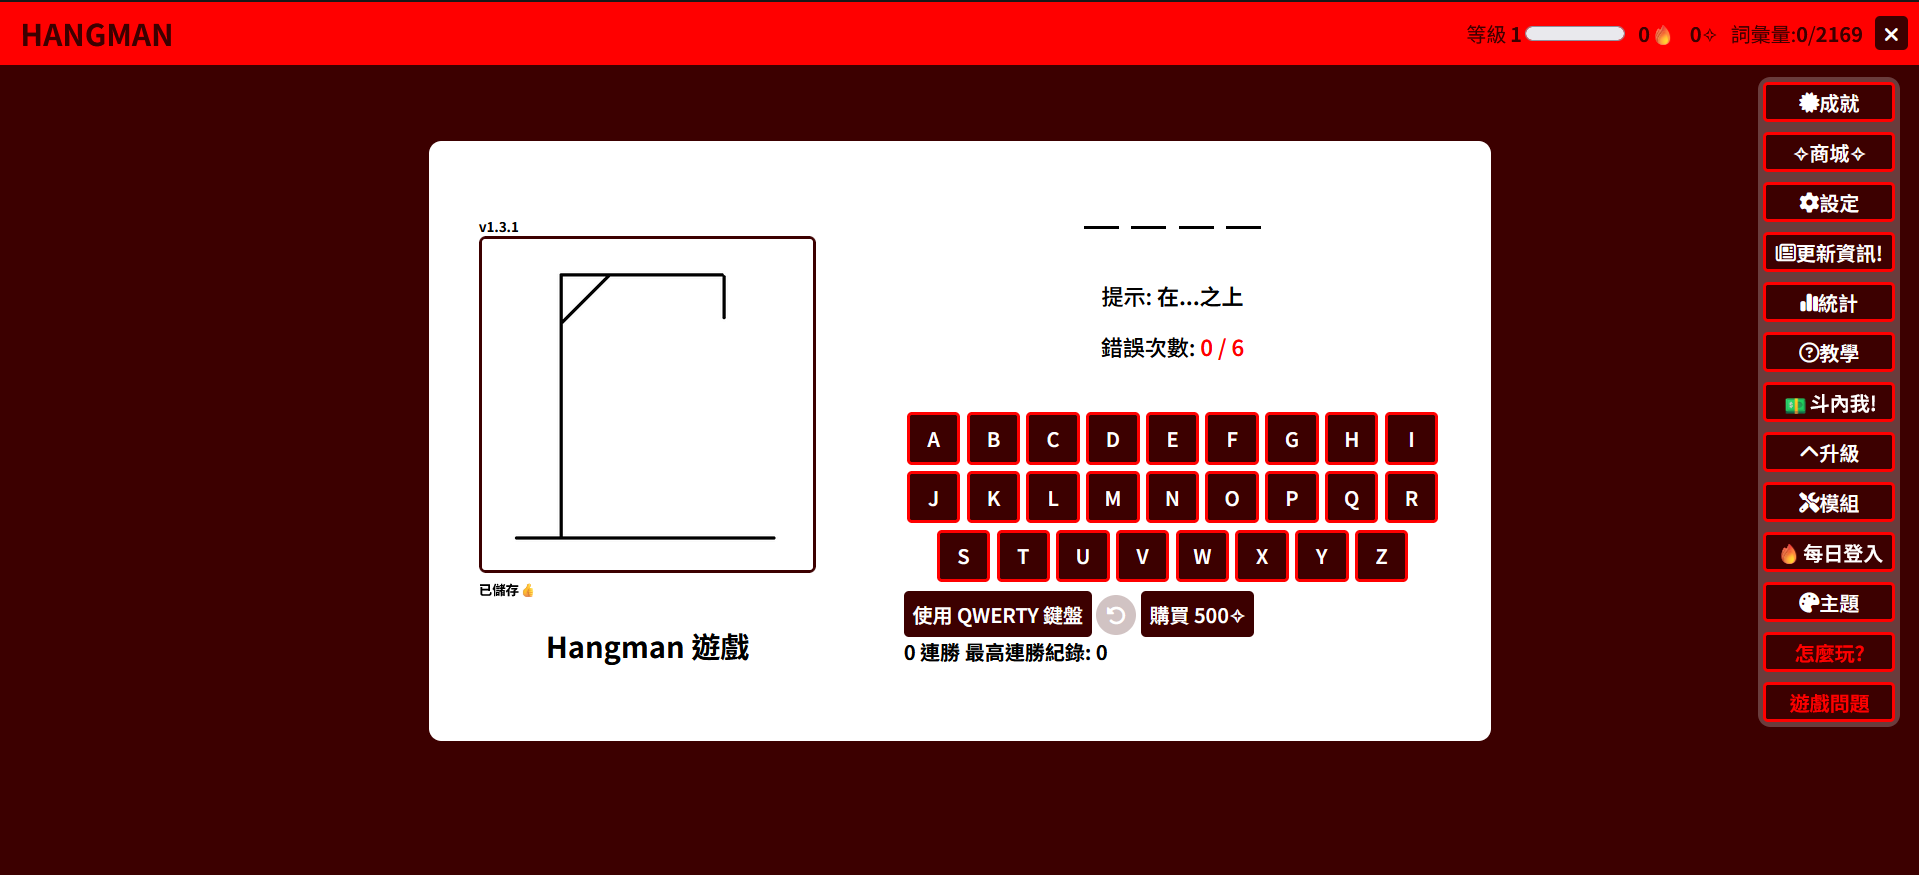 HANGMAN
等級 1 0🔥 0✧ 詞彙量:0/2169 ×
成就
✧商城✧
設定
更新資訊!
統計
教學
💵 斗內我!
升級
模組
🔥 每日登入
主題
怎麼玩?
遊戲問題
v1.3.1
已儲存👍
Hangman 遊戲
提示: 在...之上
錯誤次數: 0 / 6
A B C D E F G H I
J K L M N O P Q R
S T U V W X Y Z
使用 QWERTY 鍵盤 購買 500✧
0 連勝 最高連勝紀錄: 0